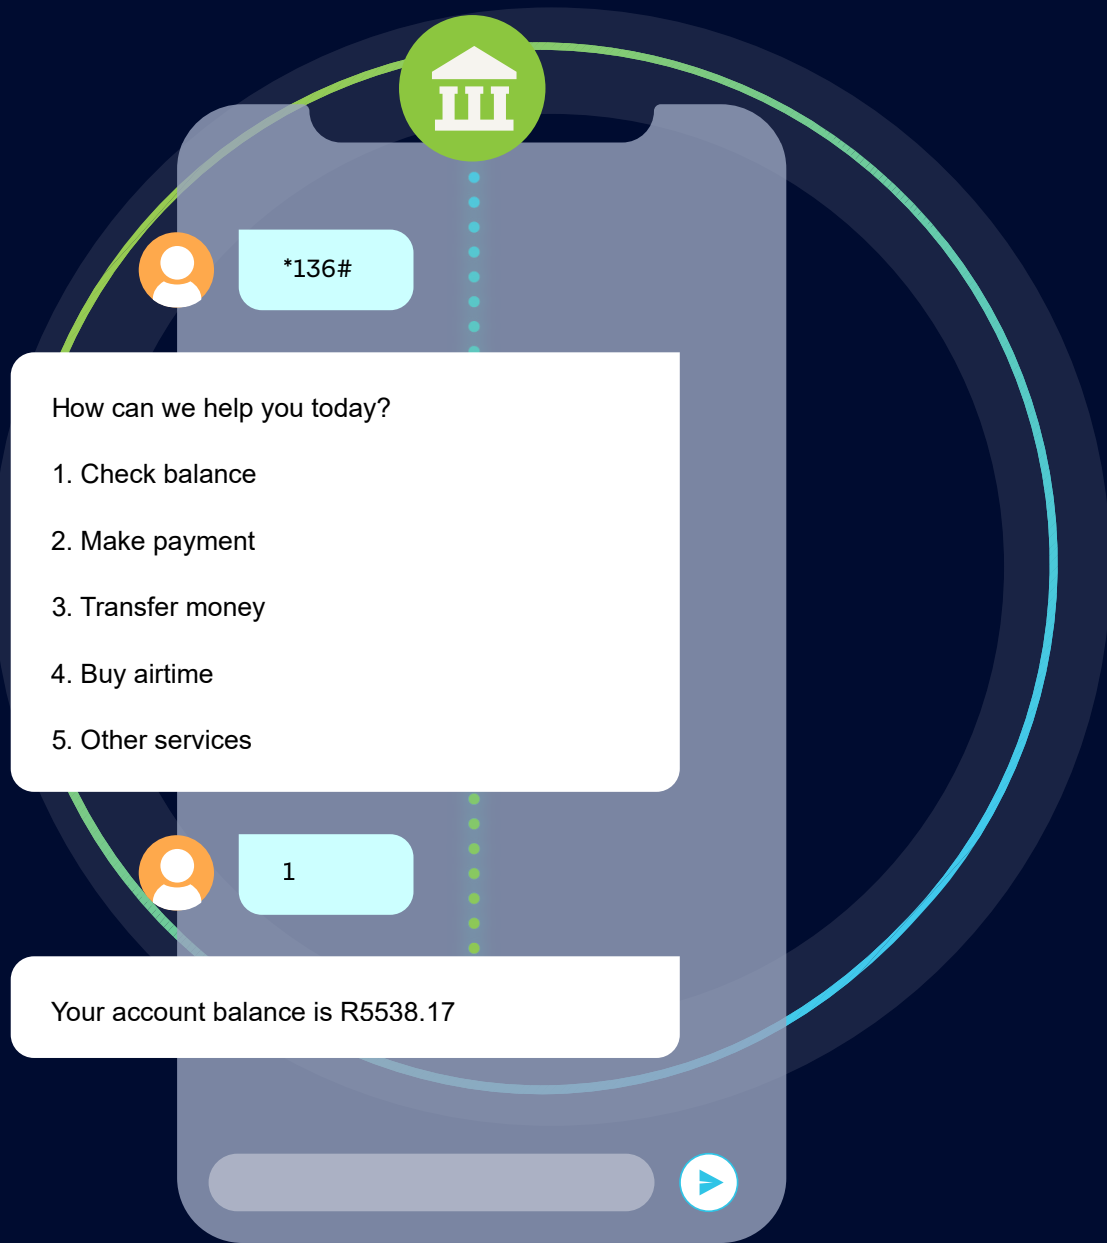 *136#
How can we help you today?
1. Check balance
2. Make payment
3. Transfer money
4. Buy airtime
5. Other services
1
Your account balance is R5538.17